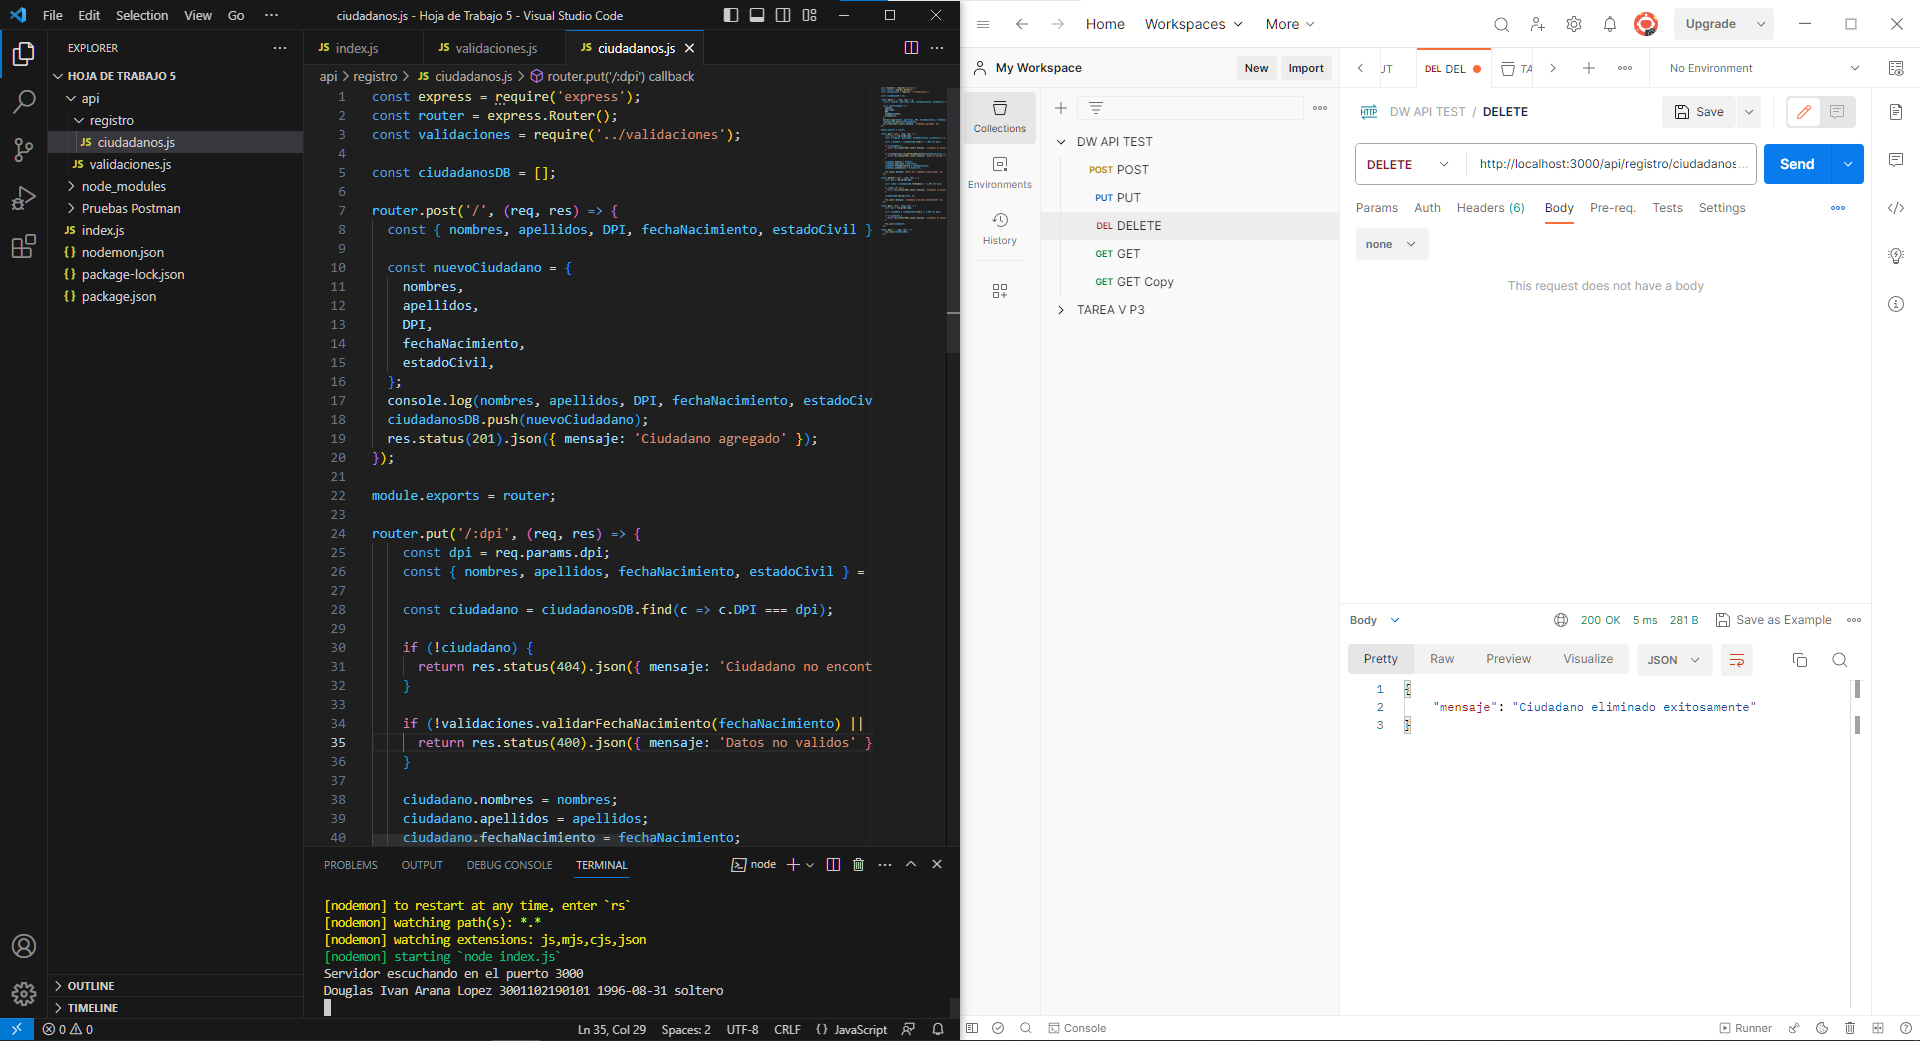 File Edit Selection View Go ··· ciudadanos.js - Hoja de Trabajo 5 - Visual Studio Code
EXPLORER ···
HOJA DE TRABAJO 5
api
registro
JS ciudadanos.js
JS validaciones.js
node_modules
Pruebas Postman
JS index.js
{} nodemon.json
{} package-lock.json
{} package.json
OUTLINE
TIMELINE
JS index.js JS validaciones.js JS ciudadanos.js ···
api > registro > JS ciudadanos.js > router.put('/:dpi') callback
1 const express = require('express');
2 const router = express.Router();
3 const validaciones = require('../validaciones');
4
5 const ciudadanosDB = [];
6
7 router.post('/', (req, res) => {
8 const { nombres, apellidos, DPI, fechaNacimiento, estadoCivil }
9
10 const nuevoCiudadano = {
11 nombres,
12 apellidos,
13 DPI,
14 fechaNacimiento,
15 estadoCivil,
16 };
17 console.log(nombres, apellidos, DPI, fechaNacimiento, estadoCiv
18 ciudadanosDB.push(nuevoCiudadano);
19 res.status(201).json({ mensaje: 'Ciudadano agregado' });
20 });
21
22 module.exports = router;
23
24 router.put('/:dpi', (req, res) => {
25 const dpi = req.params.dpi;
26 const { nombres, apellidos, fechaNacimiento, estadoCivil } =
27
28 const ciudadano = ciudadanosDB.find(c => c.DPI === dpi);
29
30 if (!ciudadano) {
31 return res.status(404).json({ mensaje: 'Ciudadano no encont
32 }
33
34 if (!validaciones.validarFechaNacimiento(fechaNacimiento) ||
35 return res.status(400).json({ mensaje: 'Datos no validos' }
36 }
37
38 ciudadano.nombres = nombres;
39 ciudadano.apellidos = apellidos;
40 ciudadano.fechaNacimiento = fechaNacimiento;
PROBLEMS OUTPUT DEBUG CONSOLE TERMINAL node ···
[nodemon] to restart at any time, enter `rs`
[nodemon] watching path(s): *.*
[nodemon] watching extensions: js,mjs,cjs,json
[nodemon] starting `node index.js`
Servidor escuchando en el puerto 3000
Douglas Ivan Arana Lopez 3001102190101 1996-08-31 soltero
0 0 Ln 35, Col 29 Spaces: 2 UTF-8 CRLF {} JavaScript
Home Workspaces More Upgrade
My Workspace New Import
Collections
Environments
History
DW API TEST
POST POST
PUT PUT
DEL DELETE
GET GET
GET GET Copy
TAREA V P3
UT DEL DEL TA No Environment
HTTP DW API TEST / DELETE Save
DELETE http://localhost:3000/api/registro/ciudadanos... Send
Params Auth Headers (6) Body Pre-req. Tests Settings
none
This request does not have a body
Body 200 OK 5 ms 281 B Save as Example
Pretty Raw Preview Visualize JSON
1 {
2 "mensaje": "Ciudadano eliminado exitosamente"
3 }
Console Runner